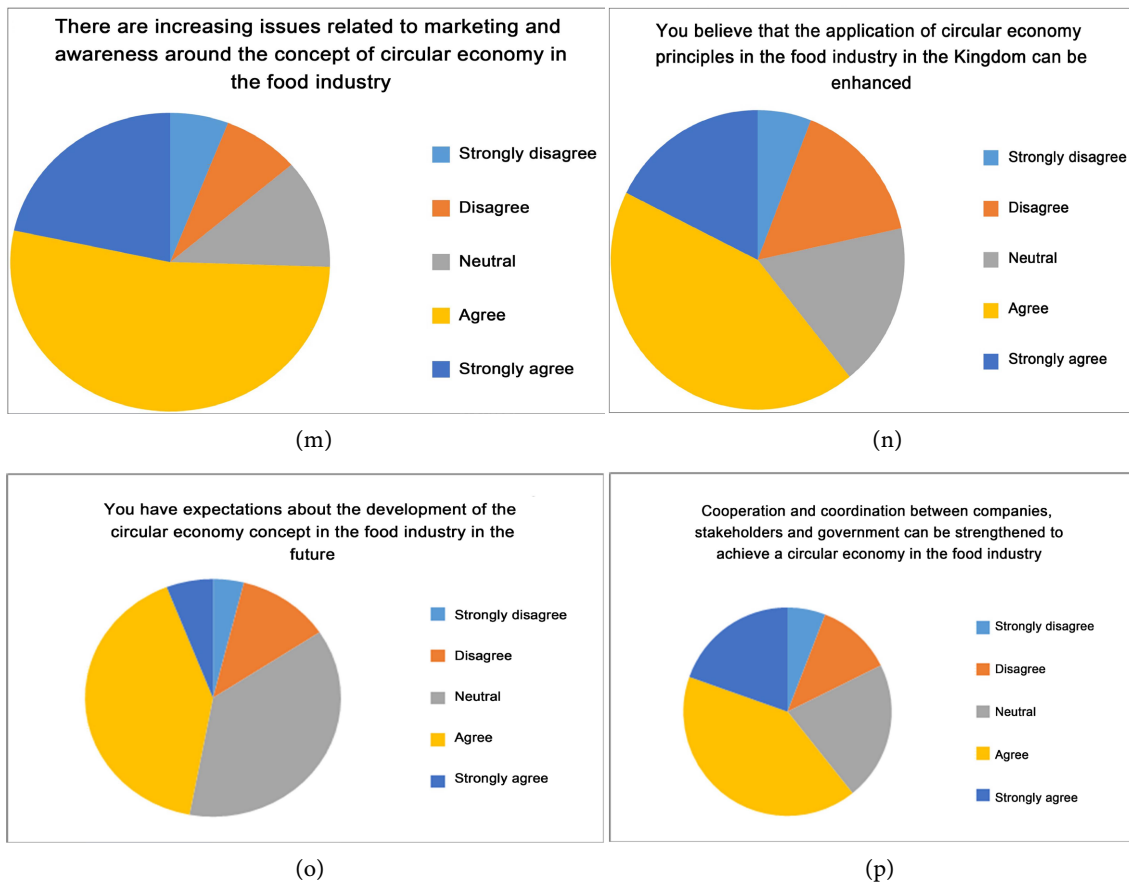 There are increasing issues related to marketing and
awareness around the concept of circular economy in
the food industry
Strongly disagree
Disagree
Neutral
Agree
Strongly agree
(m)
You believe that the application of circular economy
principles in the food industry in the Kingdom can be
enhanced
Strongly disagree
Disagree
Neutral
Agree
Strongly agree
(n)
You have expectations about the development of the
circular economy concept in the food industry in the
future
Strongly disagree
Disagree
Neutral
Agree
Strongly agree
(o)
Cooperation and coordination between companies,
stakeholders and government can be strengthened to
achieve a circular economy in the food industry
Strongly disagree
Disagree
Neutral
Agree
Strongly agree
(p)